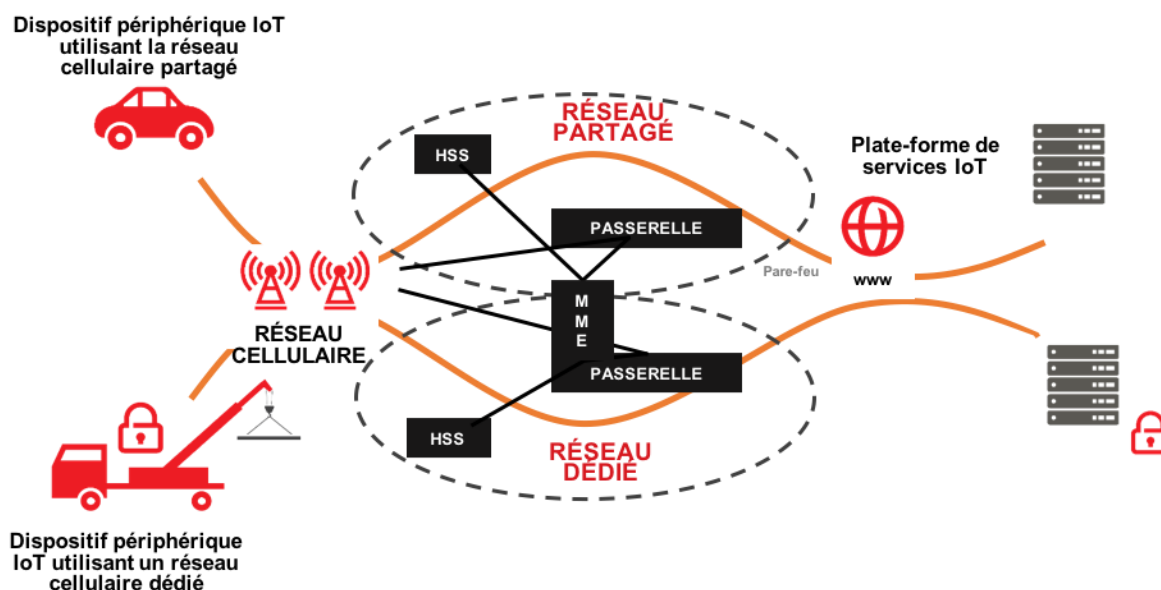 Dispositif périphérique IoT
utilisant la réseau
cellulaire partagé
RÉSEAU
PARTAGÉ
HSS
PASSERELLE
Plate-forme de
services IoT
Pare-feu
www
RÉSEAU
CELLULAIRE
M
M
E
PASSERELLE
HSS
RÉSEAU
DÉDIÉ
Dispositif périphérique
IoT utilisant un réseau
cellulaire dédié